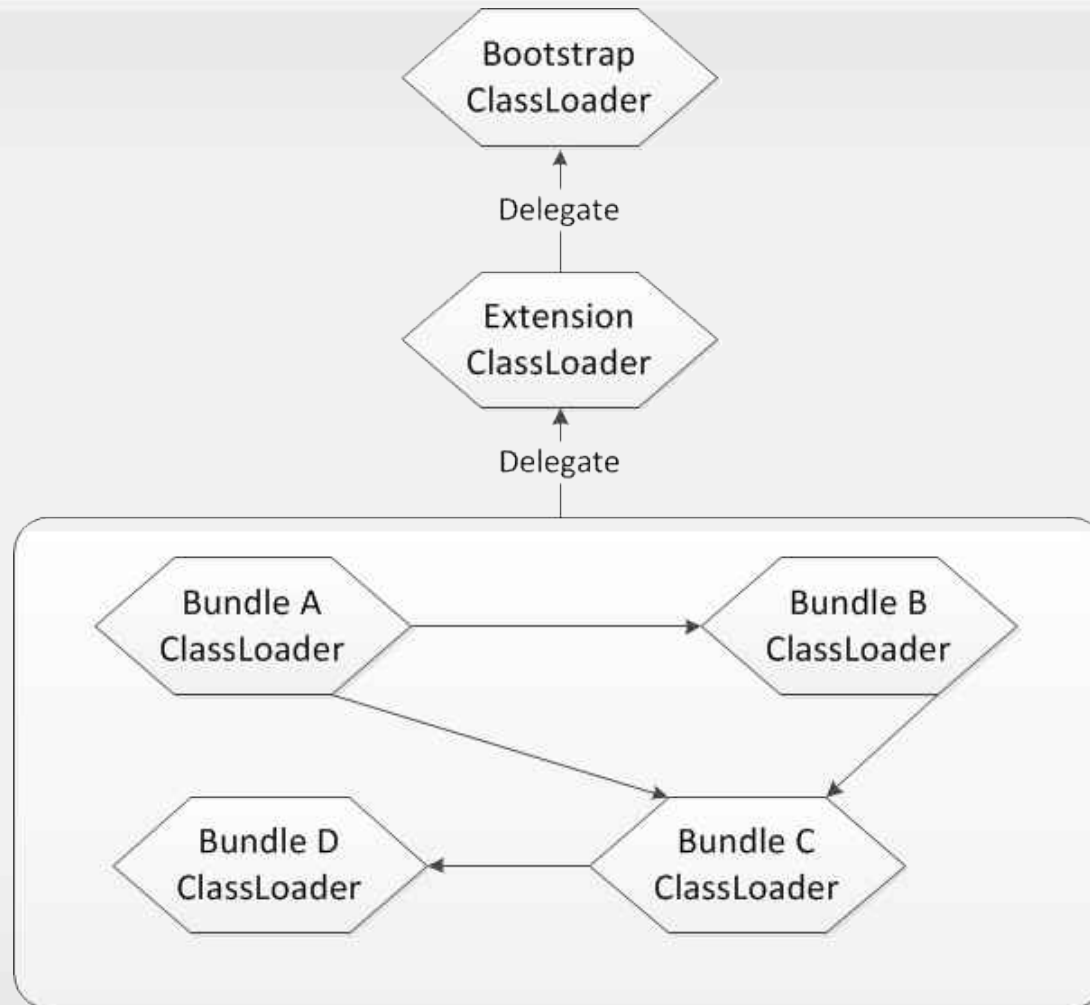 Bootstrap
ClassLoader
Delegate
Extension
ClassLoader
Delegate
Bundle A
ClassLoader
Bundle B
ClassLoader
Bundle D
ClassLoader
Bundle C
ClassLoader